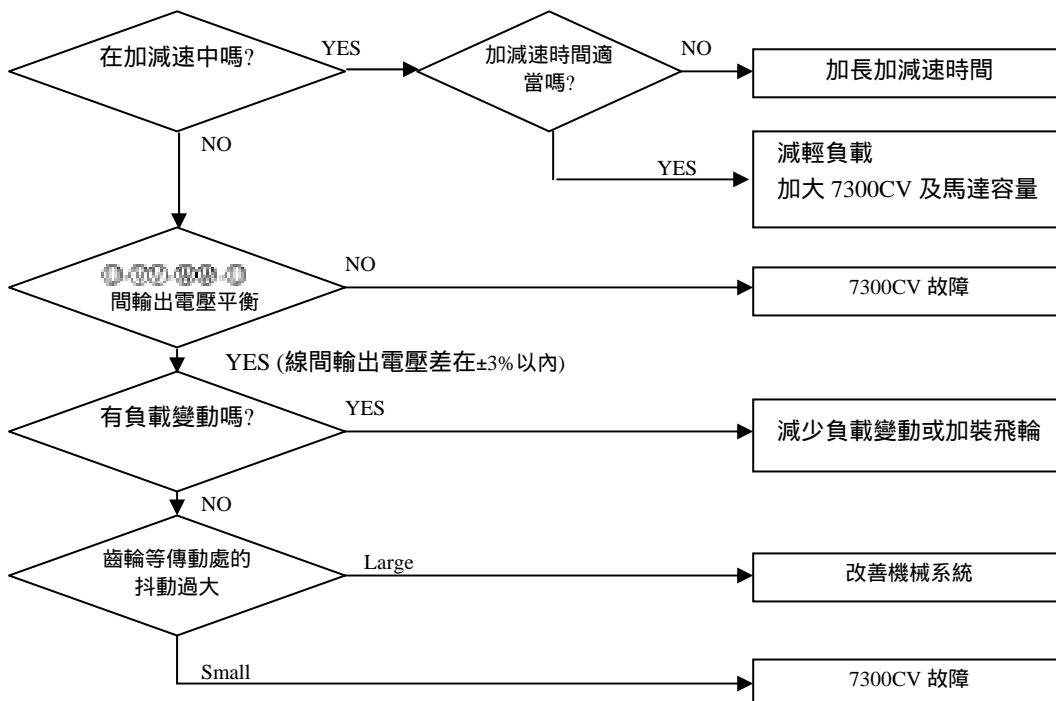 在加減速中嗎?
YES
加減速時間適
當嗎?
NO
加長加減速時間
YES
減輕負載
加大 7300CV 及馬達容量
NO
間輸出電壓平衡
NO
7300CV 故障
YES (線間輸出電壓差在±3%以內)
有負載變動嗎?
YES
減少負載變動或加裝飛輪
NO
齒輪等傳動處的
抖動過大
Large
改善機械系統
Small
7300CV 故障